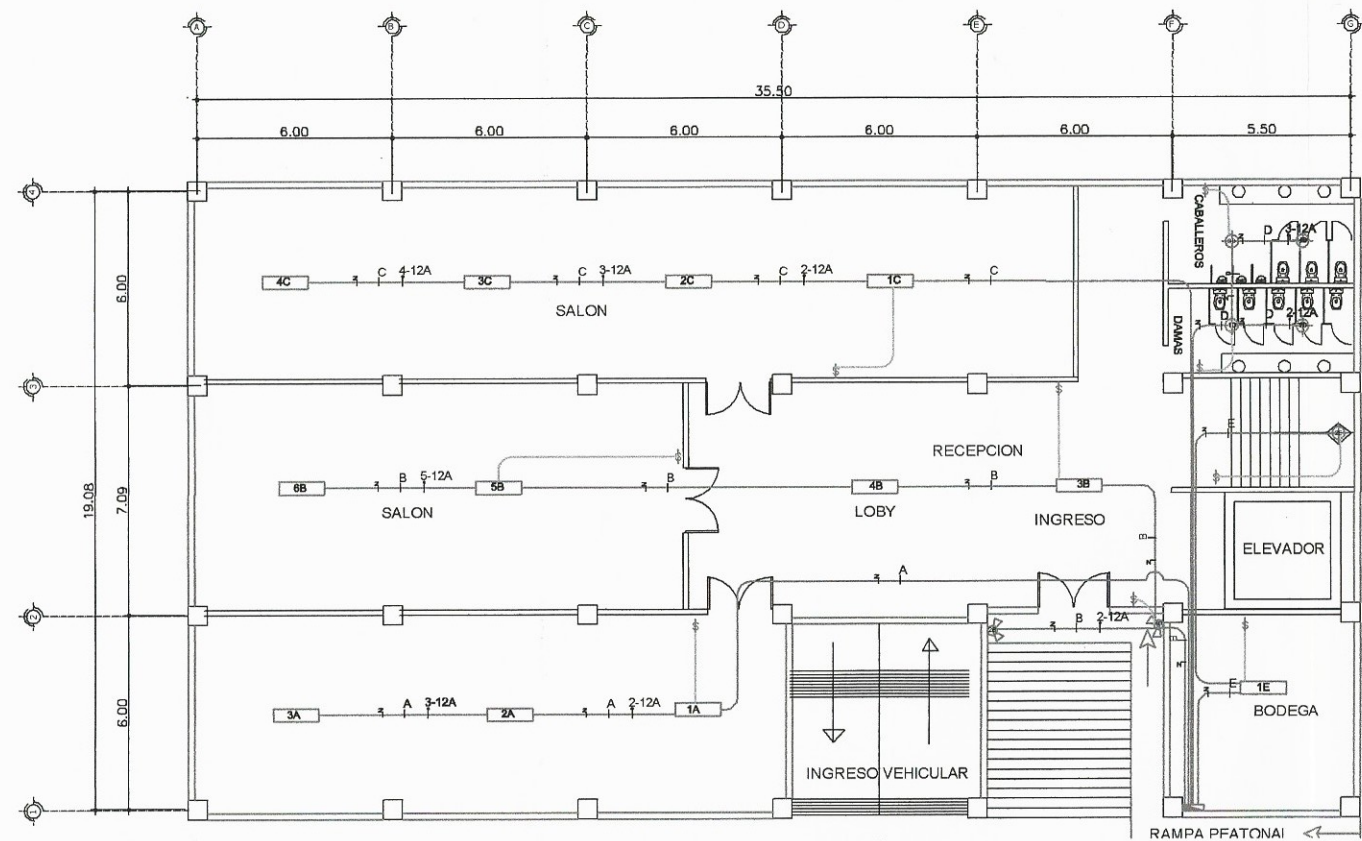 A B C D E F G
35.50
6.00 6.00 6.00 6.00 6.00 5.50
4
CABALLEROS
D 3-12A
6.00
4C N C 4-12A 3C N C 3-12A 2C N C 2-12A 1C N C
SALON
D D 2-12A
DAMAS
3
RECEPCION
N E
19.08
7.09
6B N B 5-12A 5B N B 4B N B 3B
SALON
LOBY
INGRESO
B
N
ELEVADOR
N A
2
N B 2-12A
B
N
6.00
3A N A 3-12A 2A N A 2-12A 1A
E
N E 1E
BODEGA
INGRESO VEHICULAR
1
RAMPA PEATONAL